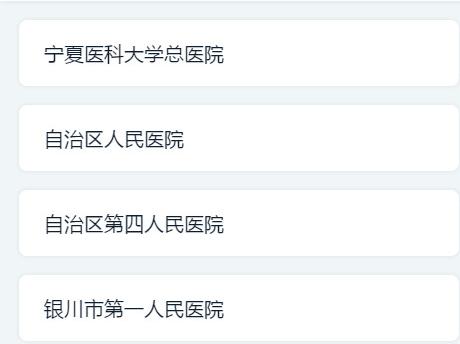 宁夏医科大学总医院
自治区人民医院
自治区第四人民医院
银川市第一人民医院